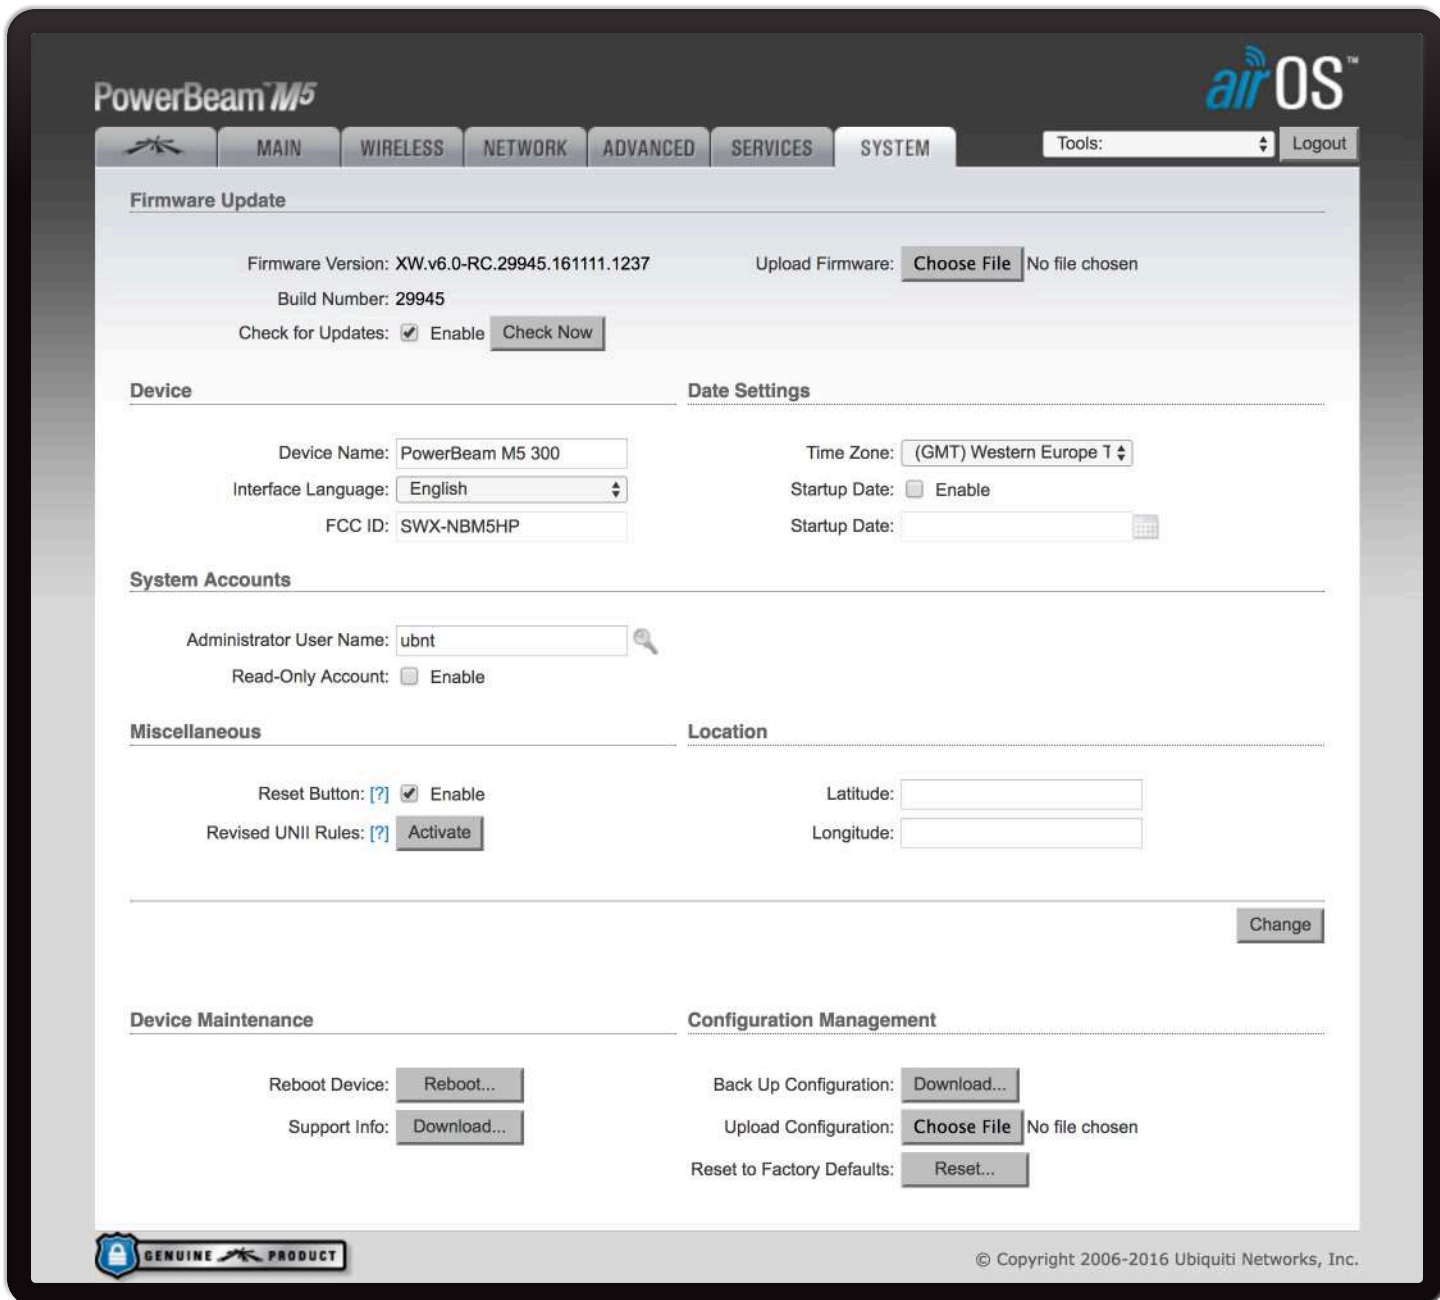 PowerBeam™ M5
airOS™
MAIN WIRELESS NETWORK ADVANCED SERVICES SYSTEM Tools: Logout
Firmware Update
Firmware Version: XW.v6.0-RC.29945.161111.1237 Upload Firmware: Choose File No file chosen
Build Number: 29945
Check for Updates: Enable Check Now
Device Date Settings
Device Name: PowerBeam M5 300 Time Zone: (GMT) Western Europe T
Interface Language: English Startup Date: Enable
FCC ID: SWX-NBM5HP Startup Date:
System Accounts
Administrator User Name: ubnt
Read-Only Account: Enable
Miscellaneous Location
Reset Button: [?] Enable Latitude:
Revised UNII Rules: [?] Activate Longitude:
Change
Device Maintenance Configuration Management
Reboot Device: Reboot... Back Up Configuration: Download...
Support Info: Download... Upload Configuration: Choose File No file chosen
Reset to Factory Defaults: Reset...
GENUINE PRODUCT
© Copyright 2006-2016 Ubiquiti Networks, Inc.